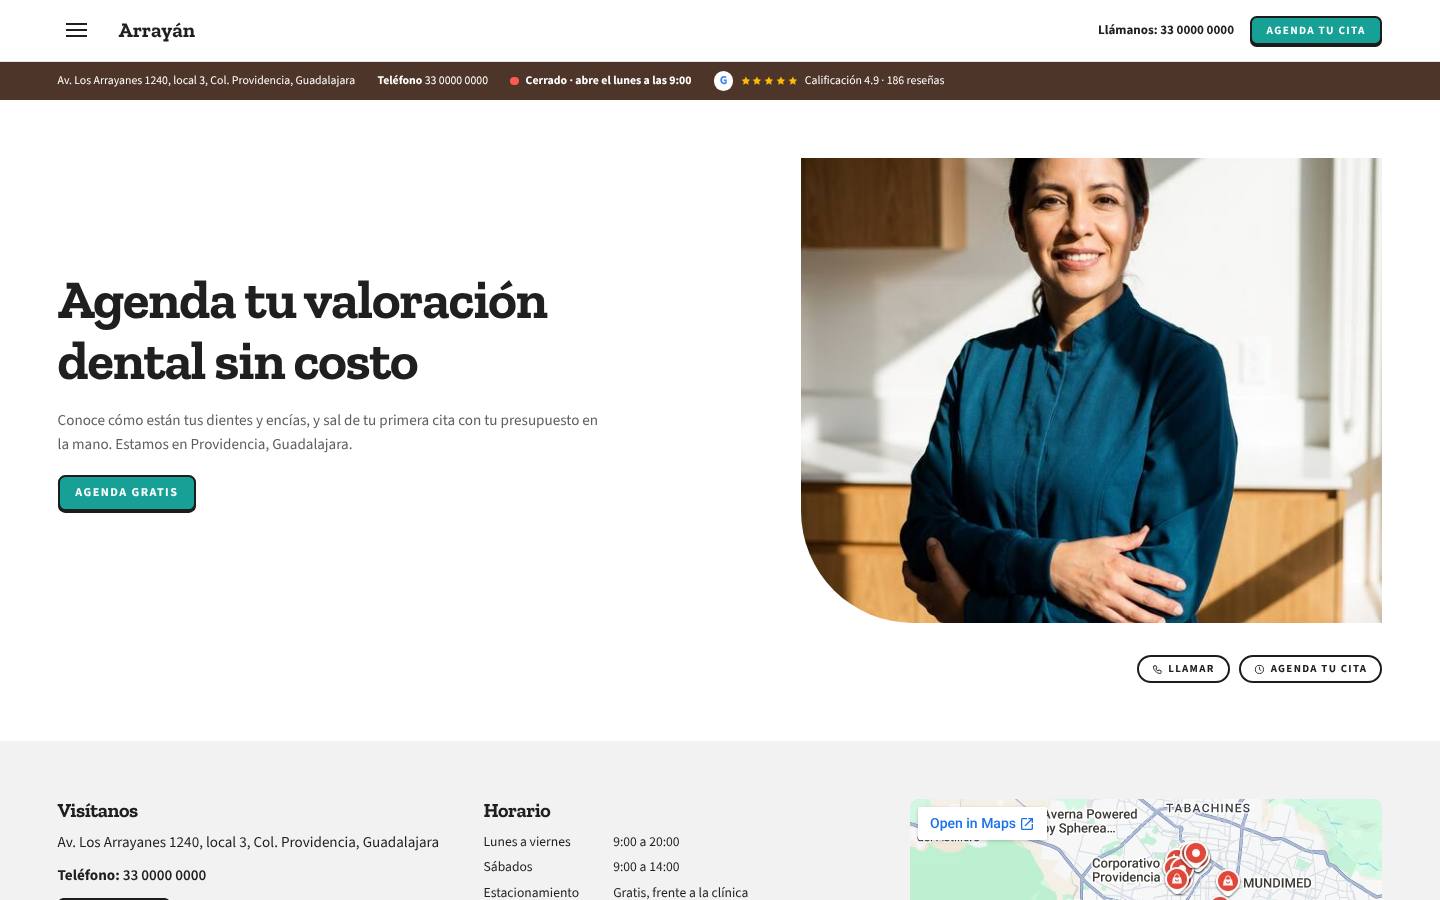 Arrayán
Llámanos: 33 0000 0000
AGENDA TU CITA
Av. Los Arrayanes 1240, local 3, Col. Providencia, Guadalajara
Teléfono 33 0000 0000
Cerrado · abre el lunes a las 9:00
G
Calificación 4.9 · 186 reseñas
Agenda tu valoración
dental sin costo
Conoce cómo están tus dientes y encías, y sal de tu primera cita con tu presupuesto en
la mano. Estamos en Providencia, Guadalajara.
AGENDA GRATIS
LLAMAR
AGENDA TU CITA
Visítanos
Av. Los Arrayanes 1240, local 3, Col. Providencia, Guadalajara
Teléfono: 33 0000 0000
Horario
Lunes a viernes 9:00 a 20:00
Sábados 9:00 a 14:00
Estacionamiento Gratis, frente a la clínica
Open in Maps
TABACHINES
Averna Powered
by Spherea...
Corporativo
Providencia
MUNDIMED